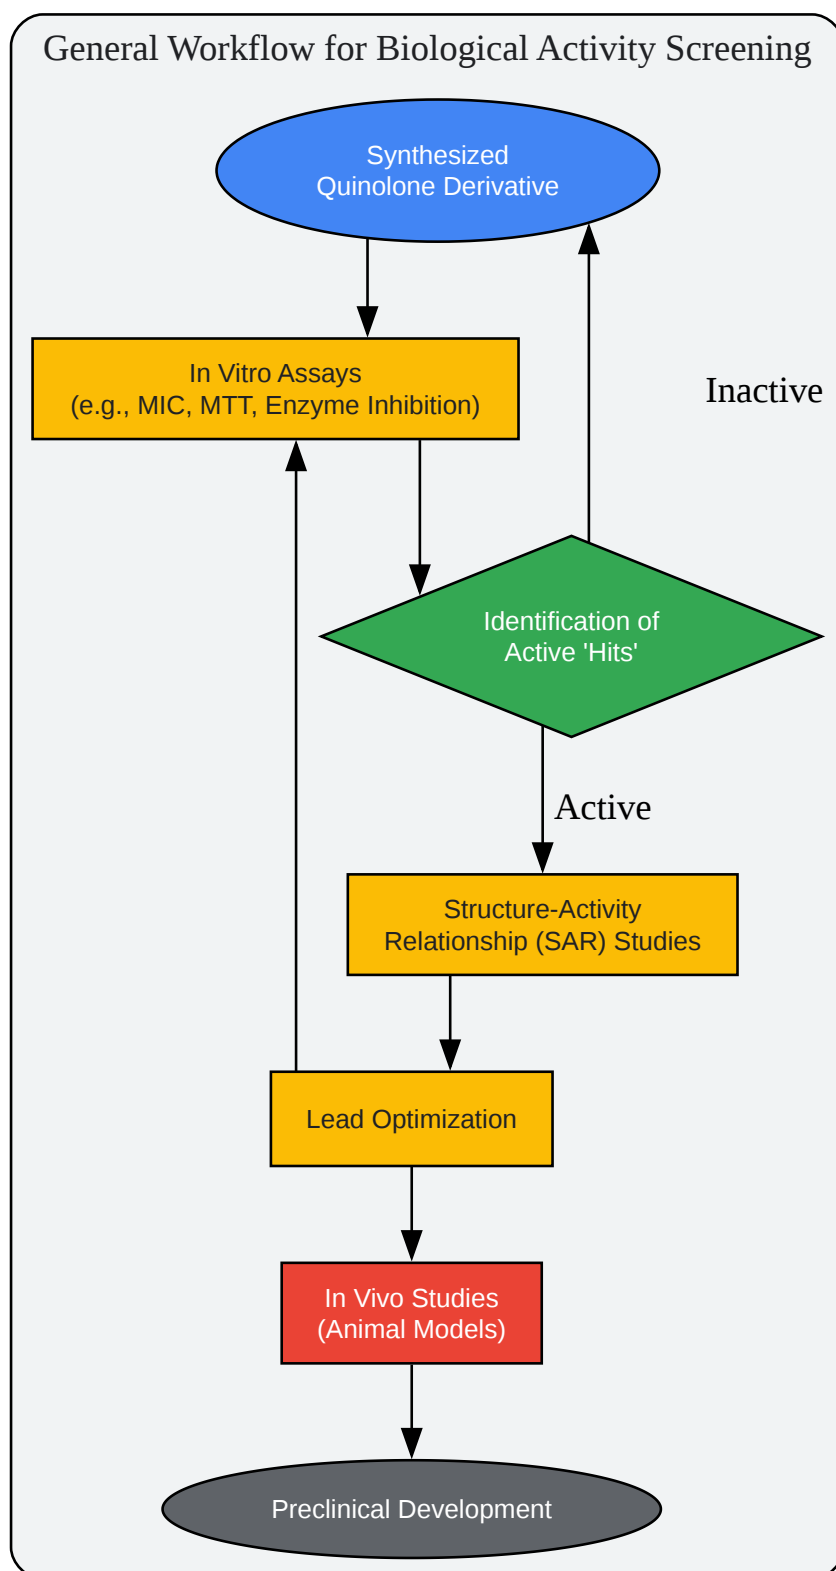 General Workflow for Biological Activity Screening
Synthesized
Quinolone Derivative
In Vitro Assays
(e.g., MIC, MTT, Enzyme Inhibition)
Inactive
Identification of
Active 'Hits'
Active
Structure-Activity
Relationship (SAR) Studies
Lead Optimization
In Vivo Studies
(Animal Models)
Preclinical Development